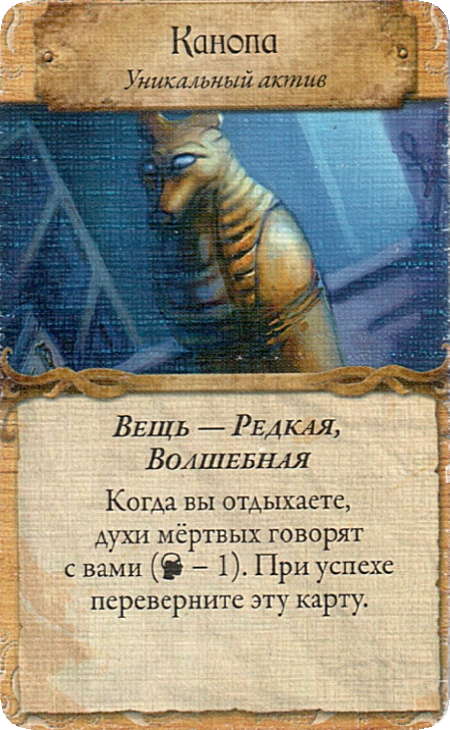 Канопа
Уникальный актив
Вещь — Редкая,
Волшебная
Когда вы отдыхаете,
духи мёртвых говорят
с вами ( – 1). При успехе
переверните эту карту.